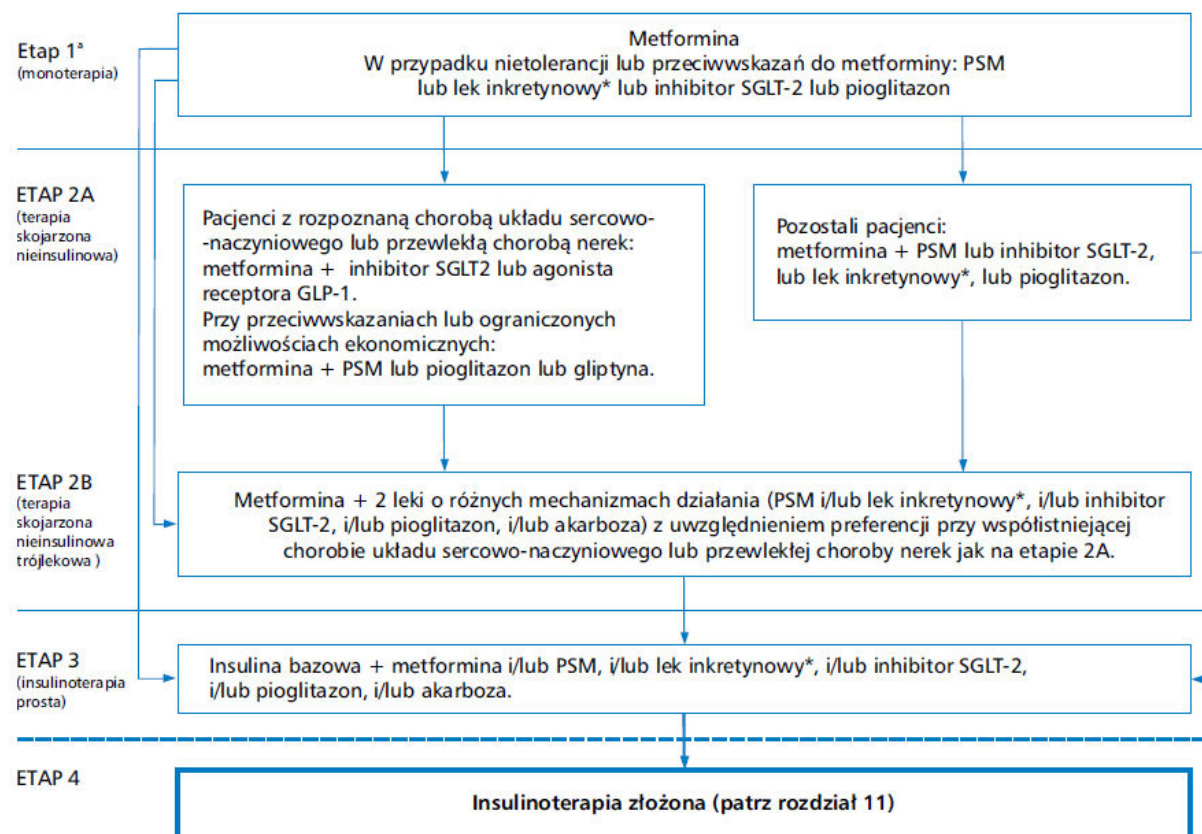 Etap 1ª
(monoterapia)
Metformina
W przypadku nietolerancji lub przeciwwskazań do metforminy: PSM
lub lek inkretynowy* lub inhibitor SGLT-2 lub pioglitazon
ETAP 2A
(terapia
skojarzona
nieinsulinowa)
Pacjenci z rozpoznaną chorobą układu sercowo-
-naczyniowego lub przewlekłą chorobą nerek:
metformina + inhibitor SGLT2 lub agonista
receptora GLP-1.
Przy przeciwwskazaniach lub ograniczonych
możliwościach ekonomicznych:
metformina + PSM lub pioglitazon lub gliptyna.
Pozostali pacjenci:
metformina + PSM lub inhibitor SGLT-2,
lub lek inkretynowy*, lub pioglitazon.
ETAP 2B
(terapia
skojarzona
nieinsulinowa
trójlekowa )
Metformina + 2 leki o różnych mechanizmach działania (PSM i/lub lek inkretynowy*, i/lub inhibitor
SGLT-2, i/lub pioglitazon, i/lub akarboza) z uwzględnieniem preferencji przy współistniejącej
chorobie układu sercowo-naczyniowego lub przewlekłej choroby nerek jak na etapie 2A.
ETAP 3
(insulinoterapia
prosta)
Insulina bazowa + metformina i/lub PSM, i/lub lek inkretynowy*, i/lub inhibitor SGLT-2,
i/lub pioglitazon, i/lub akarboza.
ETAP 4
Insulinoterapia złożona (patrz rozdział 11)